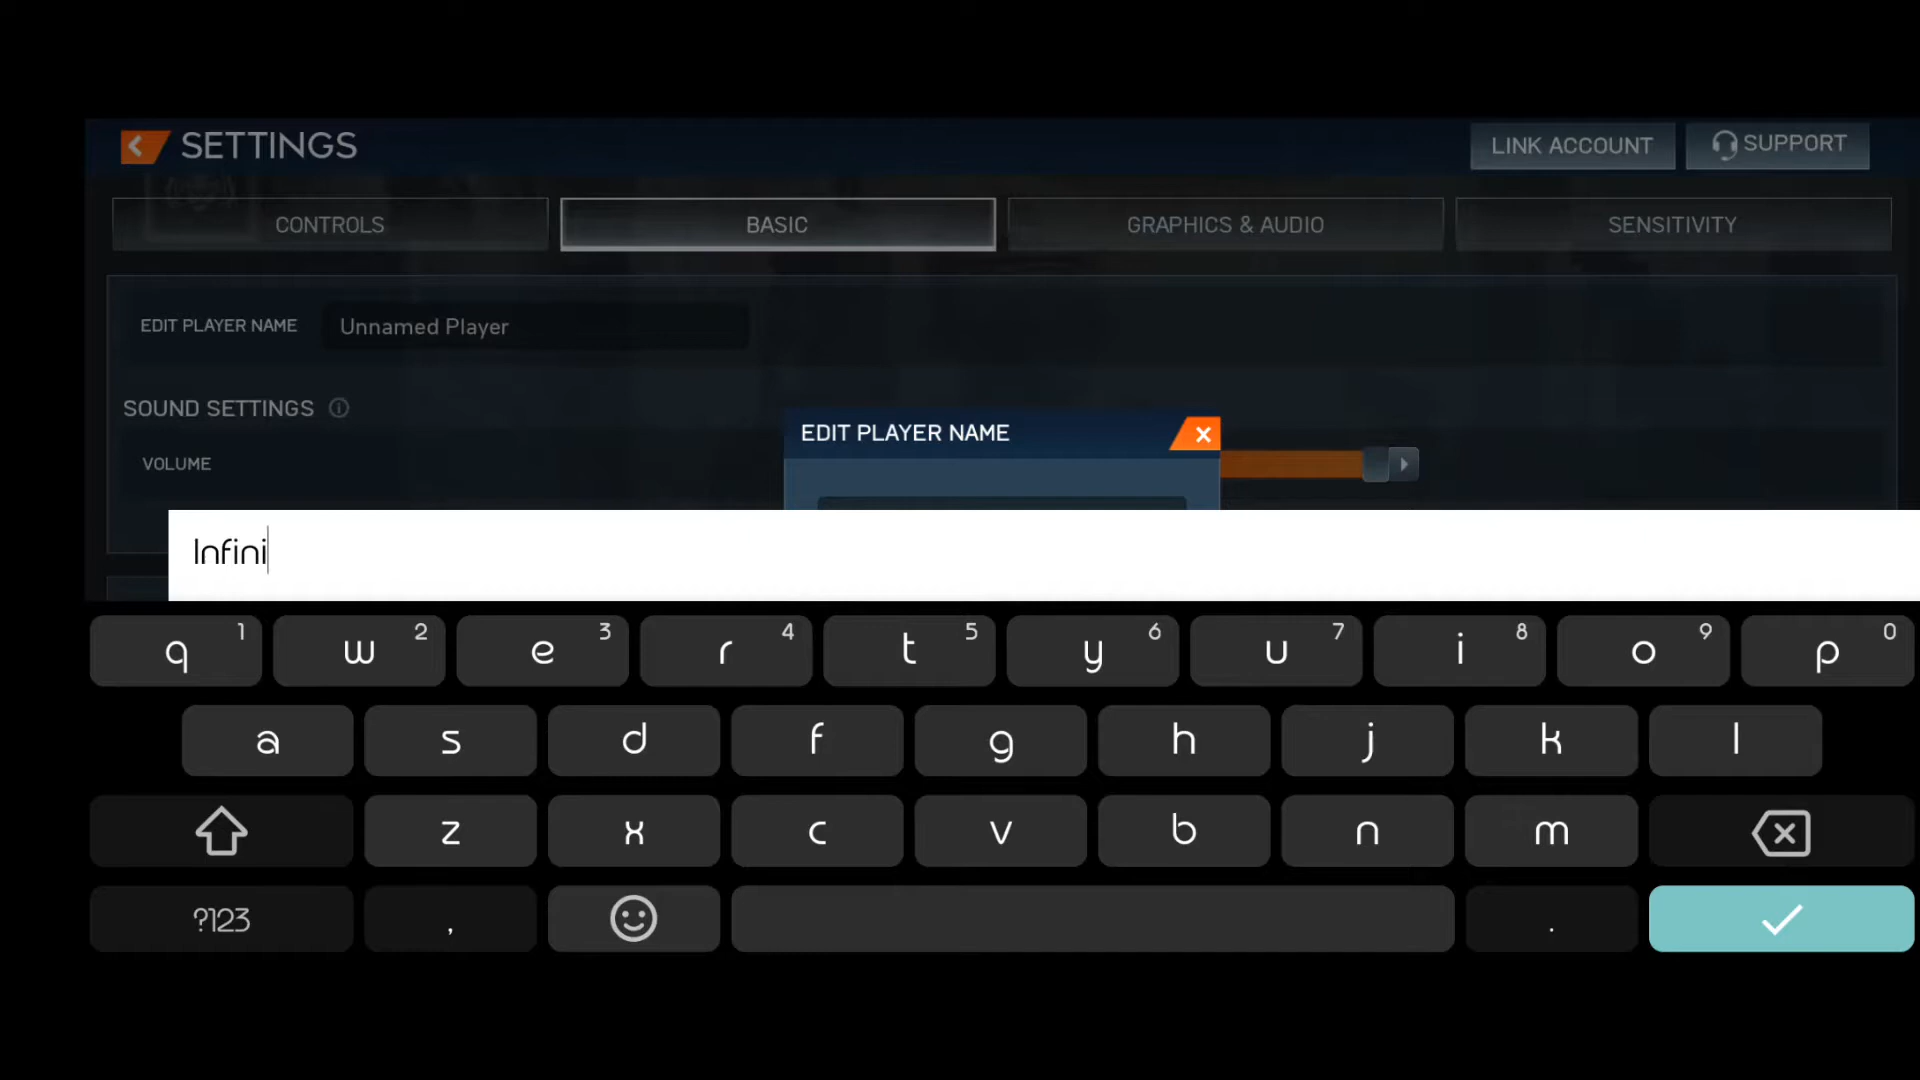 SETTINGS
LINK ACCOUNT
SUPPORT
CONTROLS
BASIC
GRAPHICS & AUDIO
SENSITIVITY
EDIT PLAYER NAME
Unnamed Player
SOUND SETTINGS
EDIT PLAYER NAME
VOLUME
Infini
q 1 w 2 e 3 r 4 t 5 y 6 u 7 i 8 o 9 p 0
a s d f g h j k l
z x c v b n m
?123 , .